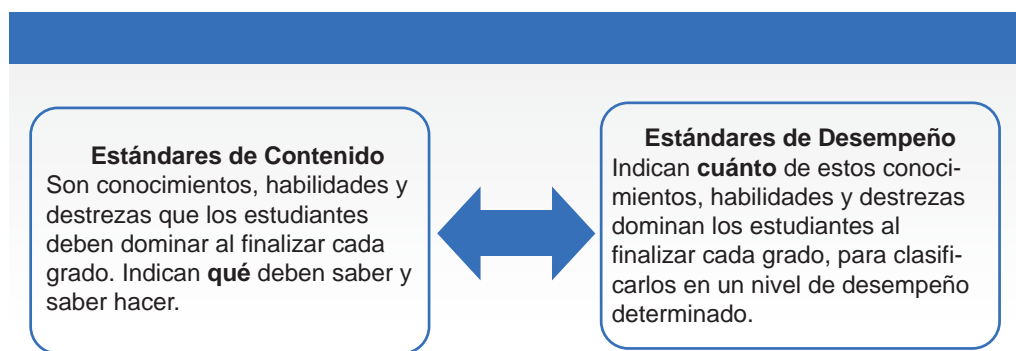 Estándares de Contenido
Son conocimientos, habilidades y
destrezas que los estudiantes
deben dominar al finalizar cada
grado. Indican qué deben saber y
saber hacer.
Estándares de Desempeño
Indican cuánto de estos conoci-
mientos, habilidades y destrezas
dominan los estudiantes al
finalizar cada grado, para clasifi-
carlos en un nivel de desempeño
determinado.